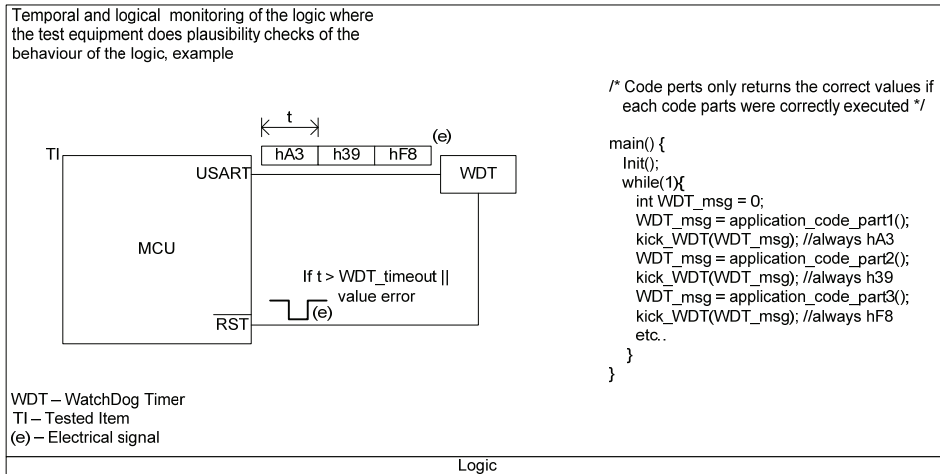 Temporal and logical monitoring of the logic where
the test equipment does plausibility checks of the
behaviour of the logic, example
t
(e)
TI
hA3 h39 hF8
USART
WDT
MCU
If t > WDT_timeout ||
value error
(e)
RST
/* Code perts only returns the correct values if
each code parts were correctly executed */
main() {
Init();
while(1){
int WDT_msg = 0;
WDT_msg = application_code_part1();
kick_WDT(WDT_msg); //always hA3
WDT_msg = application_code_part2();
kick_WDT(WDT_msg); //always h39
WDT_msg = application_code_part3();
kick_WDT(WDT_msg); //always hF8
etc..
}
}
WDT – WatchDog Timer
TI – Tested Item
(e) – Electrical signal
Logic